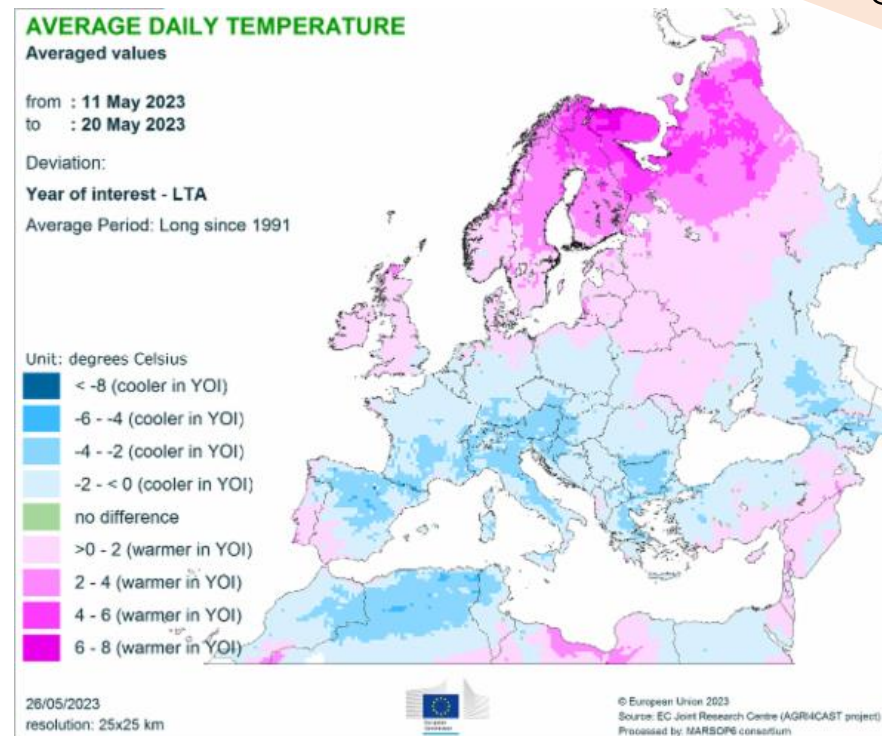 AVERAGE DAILY TEMPERATURE
Averaged values
from : 11 May 2023
to : 20 May 2023
Deviation:
Year of interest - LTA
Average Period: Long since 1991
Unit: degrees Celsius
< -8 (cooler in YOI)
-6 - -4 (cooler in YOI)
-4 - -2 (cooler in YOI)
-2 - < 0 (cooler in YOI)
no difference
>0 - 2 (warmer in YOI)
2 - 4 (warmer in YOI)
4 - 6 (warmer in YOI)
6 - 8 (warmer in YOI)
26/05/2023
resolution: 25x25 km
European
Commission
© European Union 2023
Source: EC Joint Research Centre (AGRI4CAST project)
Processed by: MARSOP6 consortium